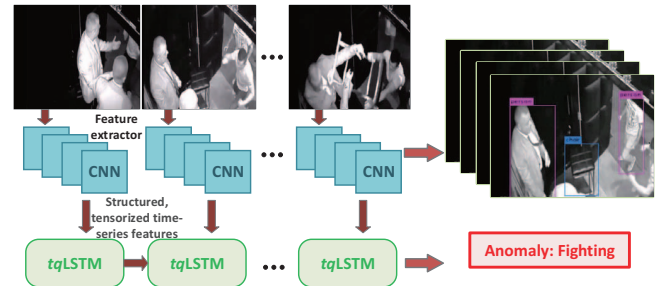 Feature
extractor
CNN
CNN
CNN
Structured,
tensorized time-
series features
tqLSTM
tqLSTM
tqLSTM
Anomaly: Fighting